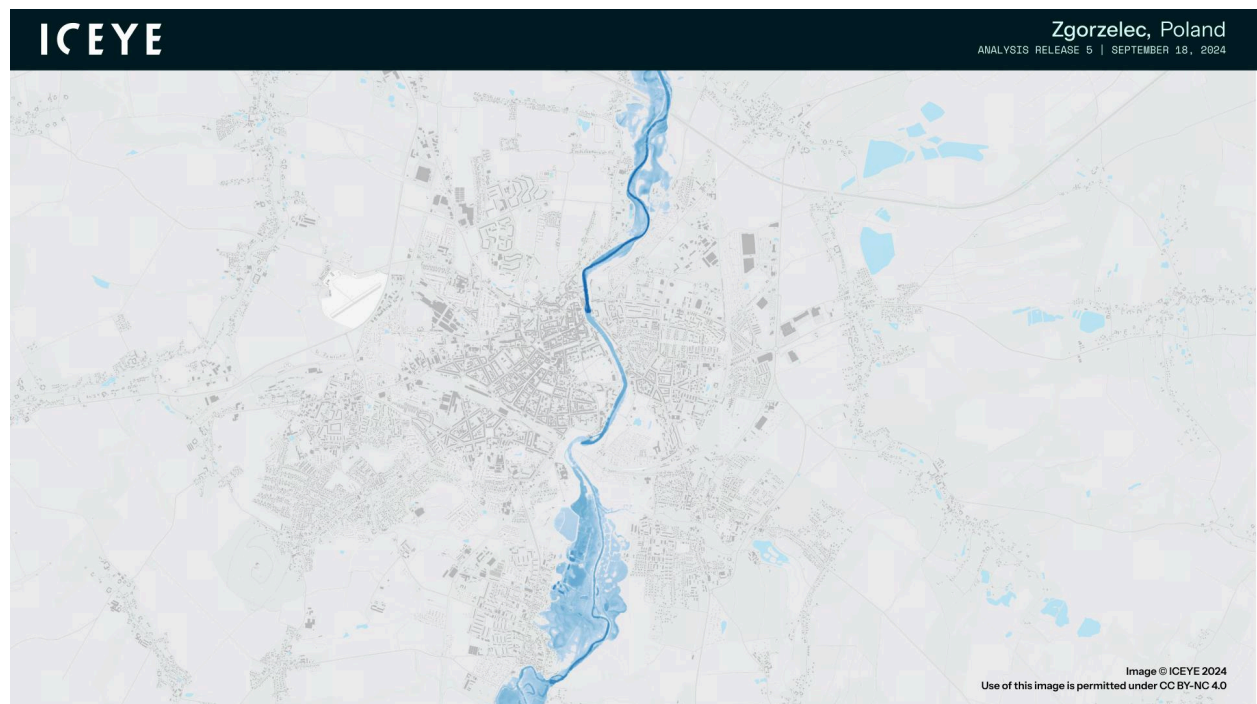 ICEYE
Zgorzelec, Poland
ANALYSIS RELEASE 5 | SEPTEMBER 18, 2024
Image © ICEYE 2024
Use of this image is permitted under CC BY-NC 4.0